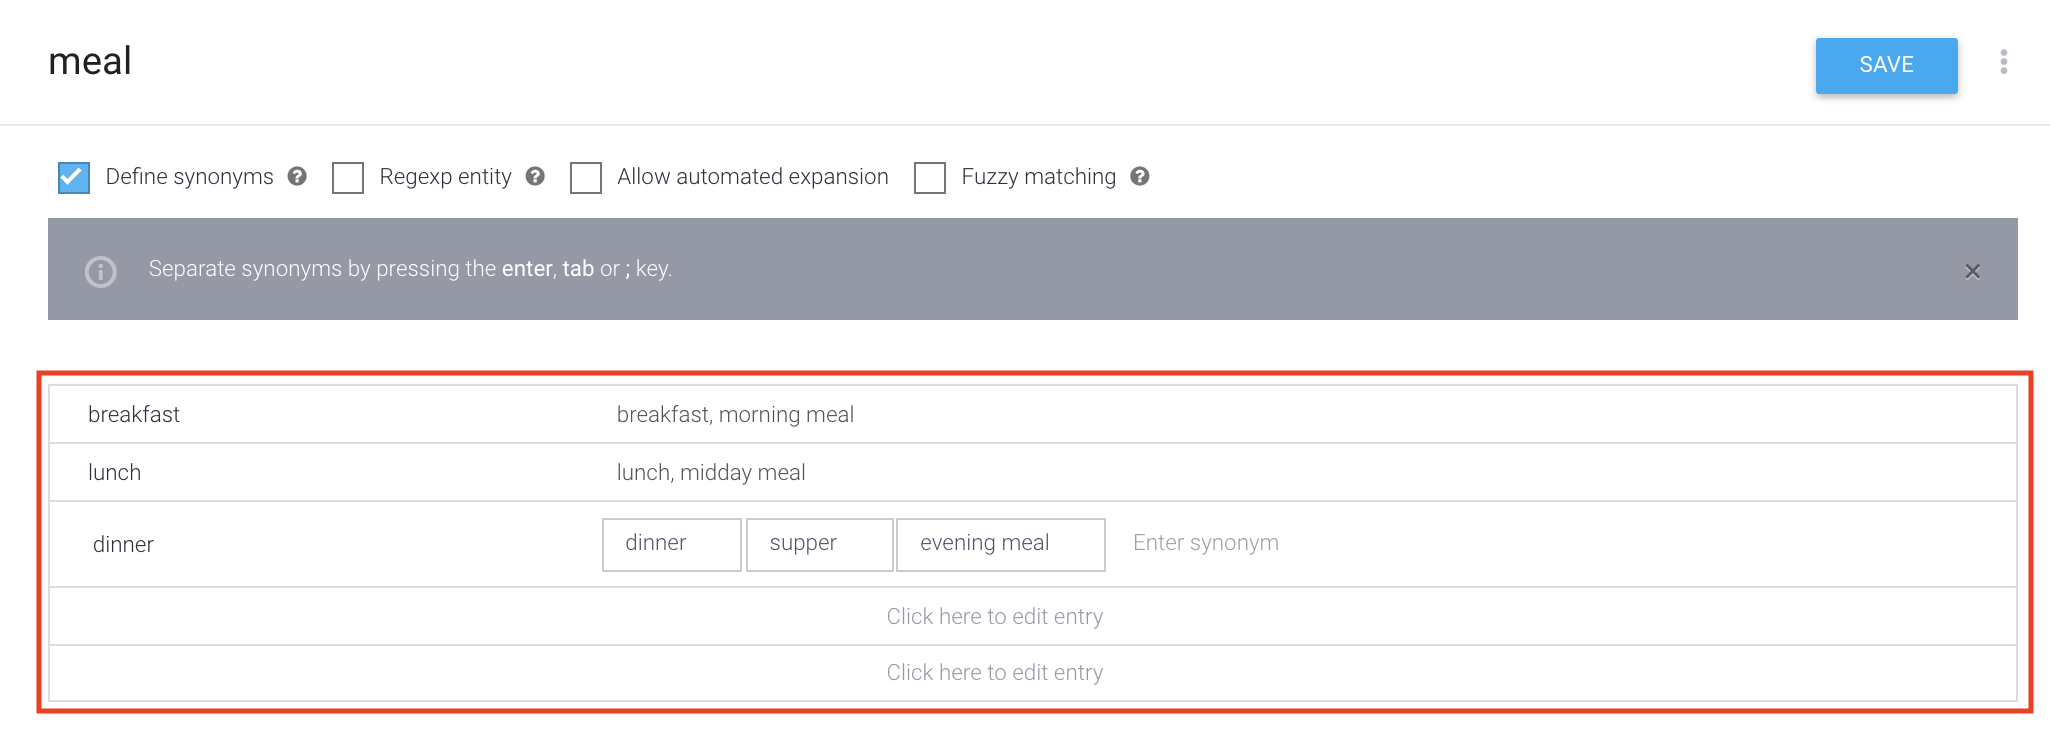 meal
SAVE
Define synonyms Regexp entity Allow automated expansion Fuzzy matching
Separate synonyms by pressing the enter, tab or ; key.
breakfast breakfast, morning meal
lunch lunch, midday meal
dinner dinner supper evening meal Enter synonym
Click here to edit entry
Click here to edit entry